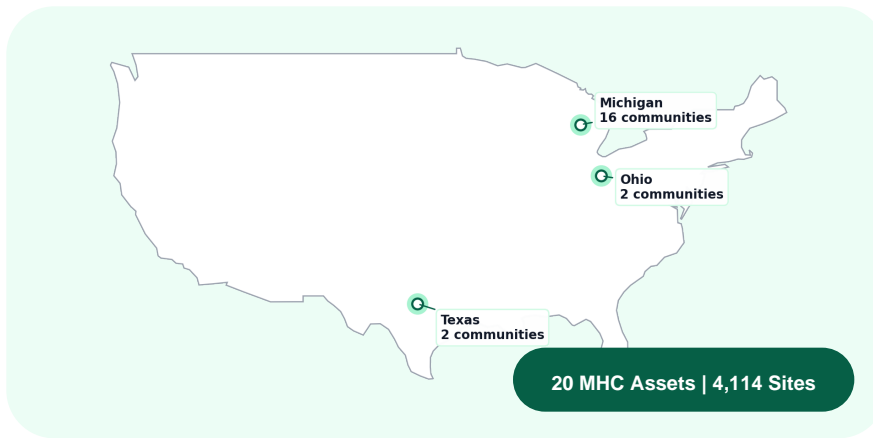 Michigan
16 communities
Ohio
2 communities
Texas
2 communities
20 MHC Assets | 4,114 Sites